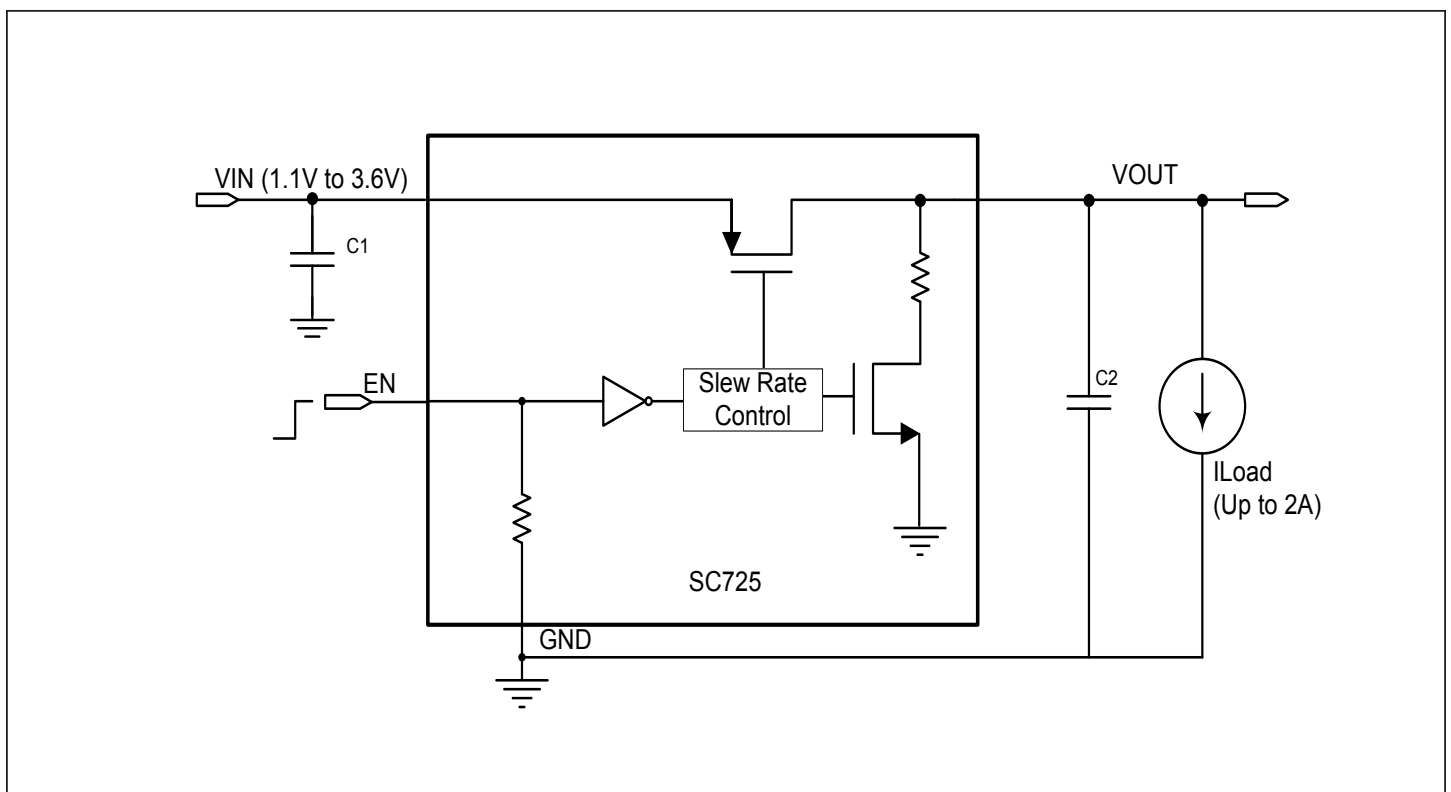 VIN (1.1V to 3.6V)
VOUT
C1
EN
Slew Rate
Control
C2
ILoad
(Up to 2A)
SC725
GND